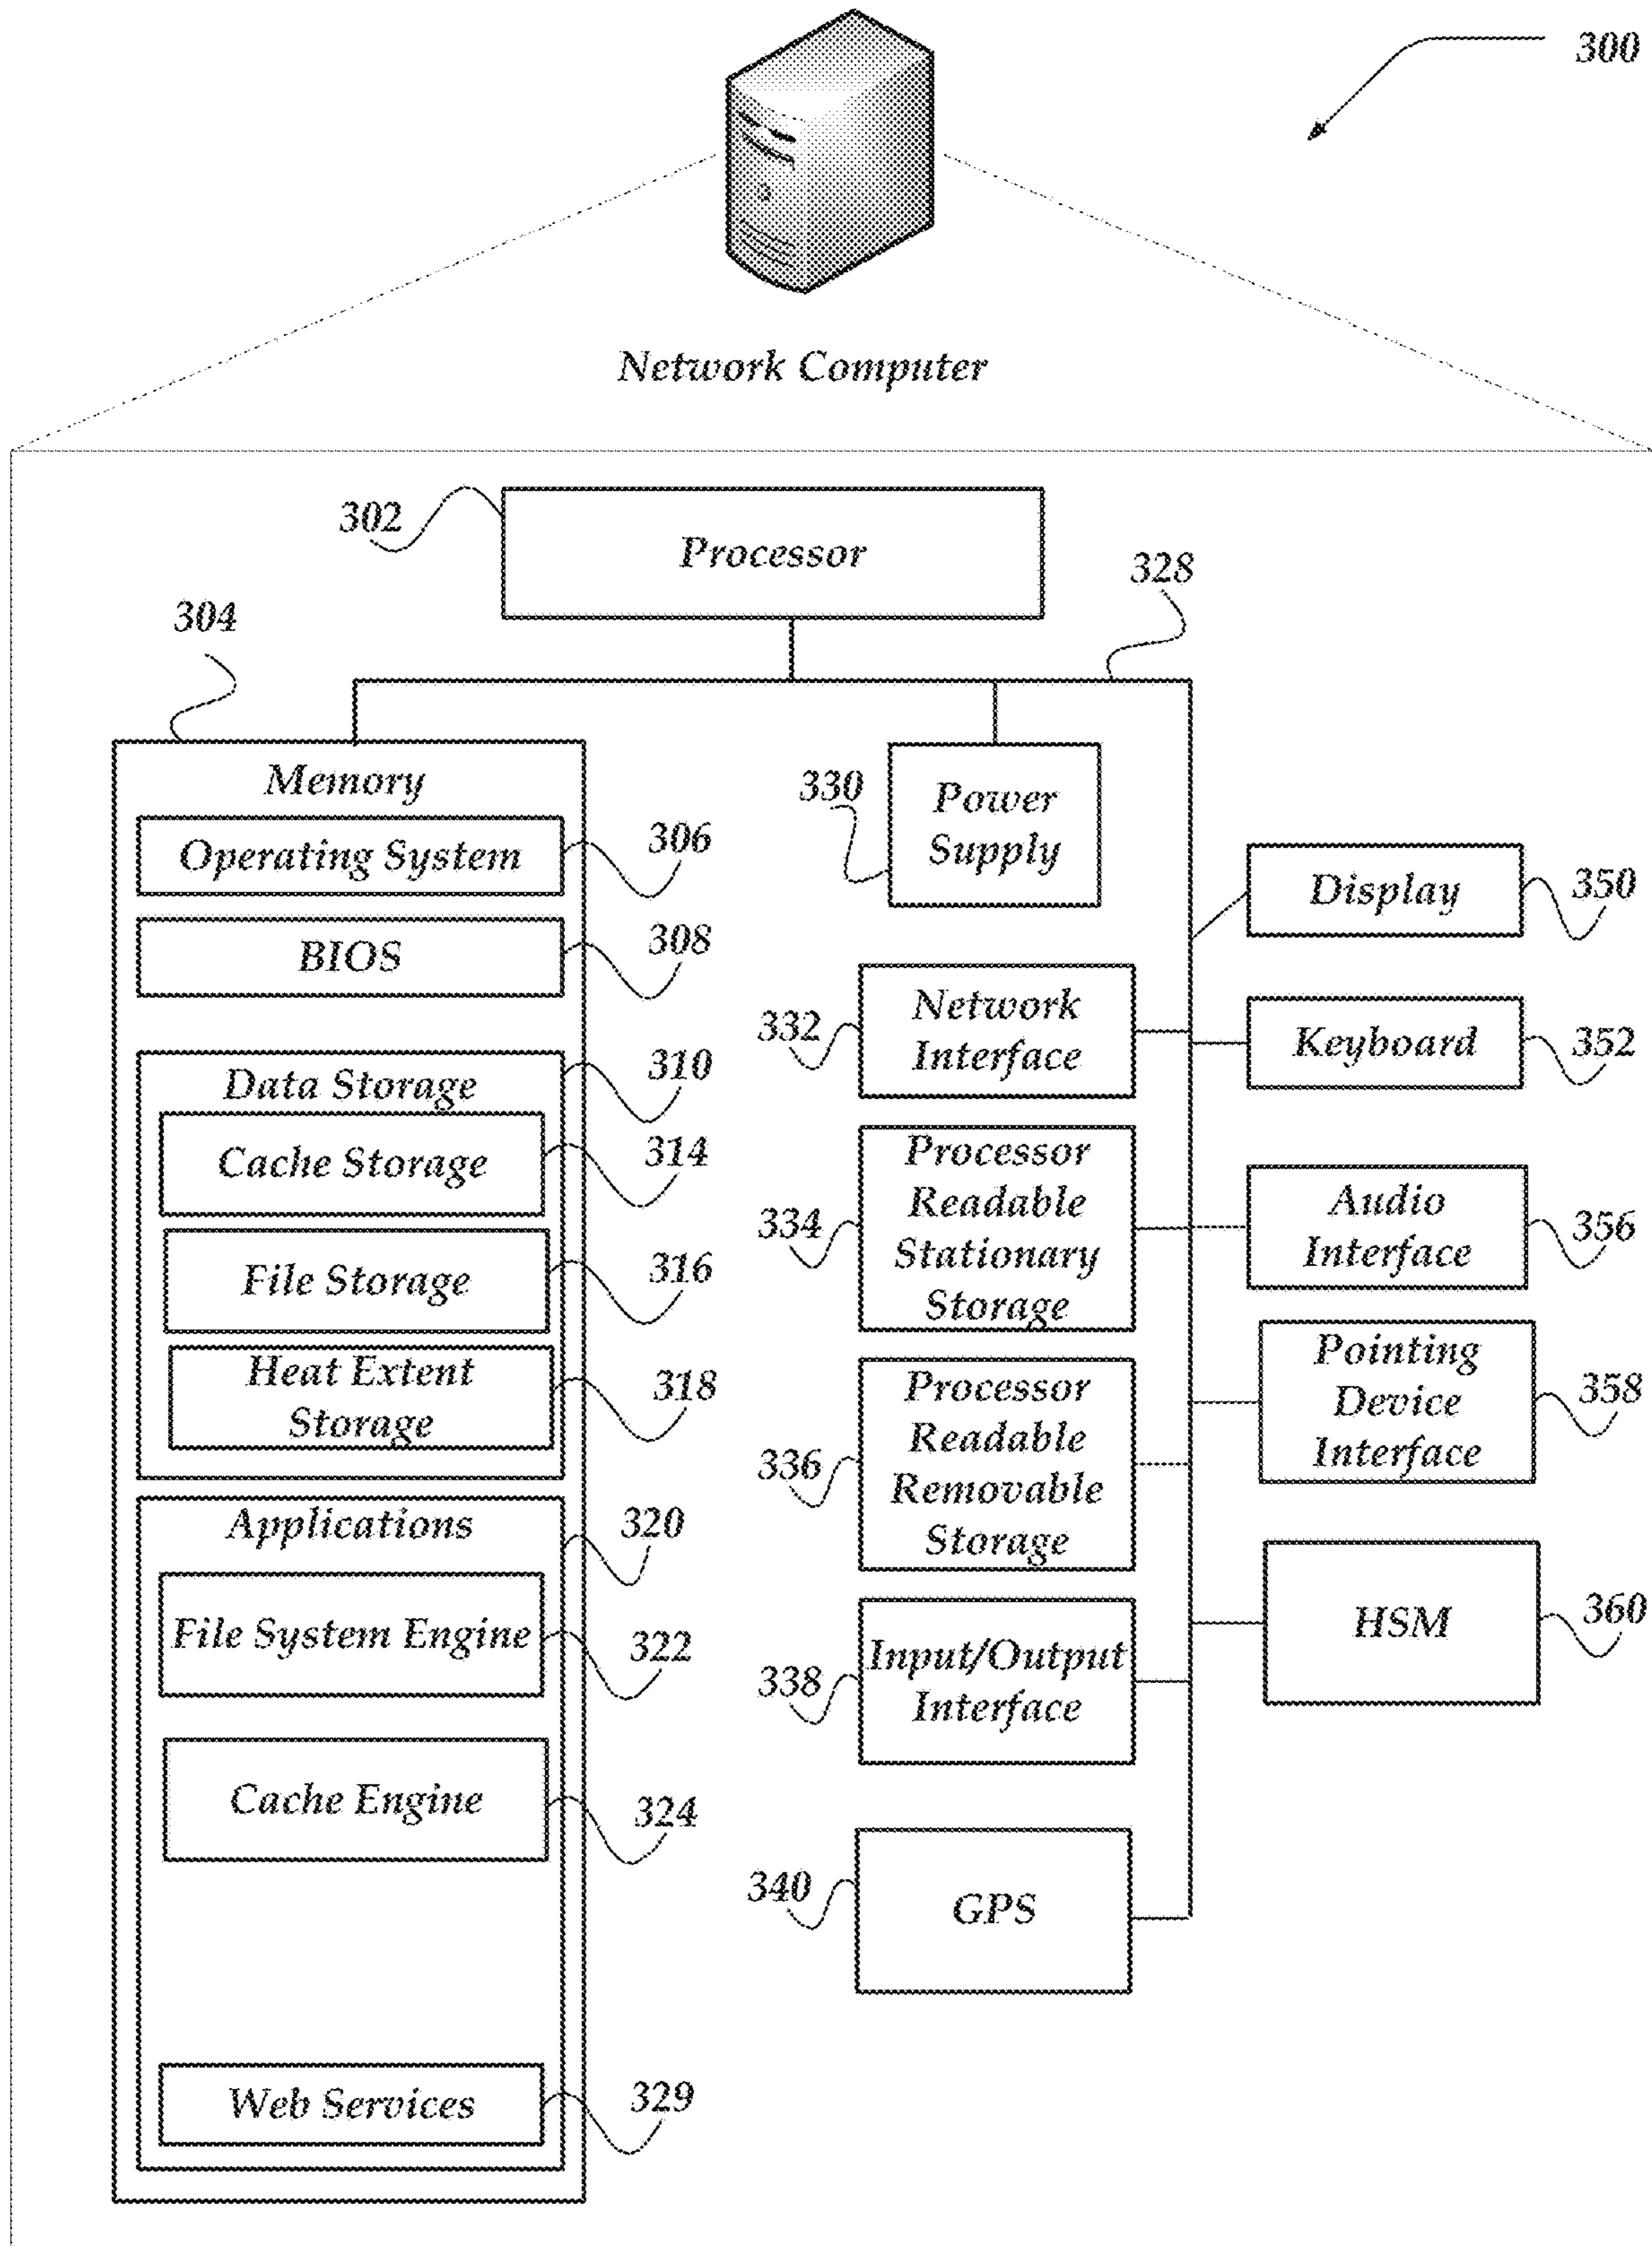 300
Network Computer
302
Processor
328
304
Memory
Operating System
306
BIOS
308
Data Storage
310
Cache Storage
314
File Storage
316
Heat Extent
Storage
318
Applications
320
File System Engine
322
Cache Engine
324
Web Services
329
330
Power
Supply
332
Network
Interface
334
Processor
Readable
Stationary
Storage
336
Processor
Readable
Removable
Storage
338
Input/Output
Interface
340
GPS
Display
350
Keyboard
352
Audio
Interface
356
Pointing
Device
Interface
358
HSM
360